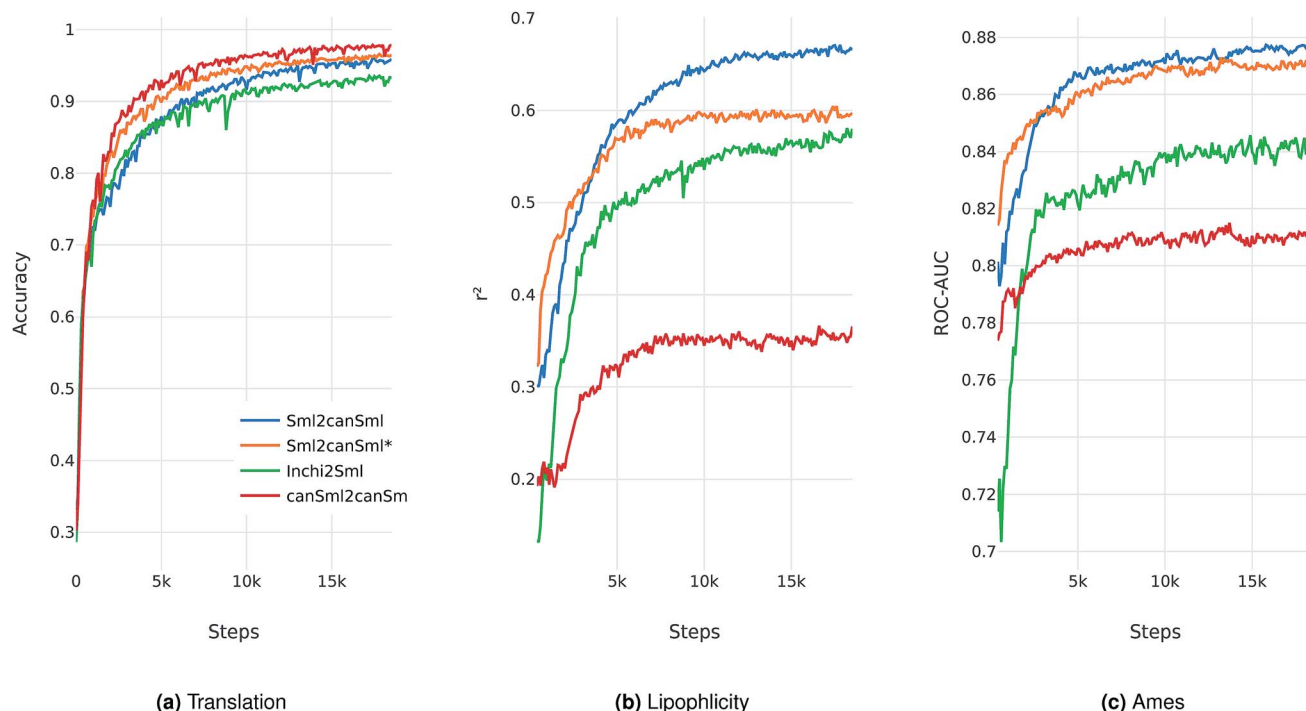 1
0.9
0.8
0.7
0.6
0.5
0.4
0.3
Accuracy
0
5k
10k
15k
Steps
Sml2canSml
Sml2canSml*
Inchi2Sml
canSml2canSm
(a) Translation
0.7
0.6
0.5
0.4
0.3
0.2
r²
5k
10k
15k
Steps
(b) Lipophlicity
0.88
0.86
0.84
0.82
0.8
0.78
0.76
0.74
0.72
0.7
ROC-AUC
5k
10k
15k
Steps
(c) Ames